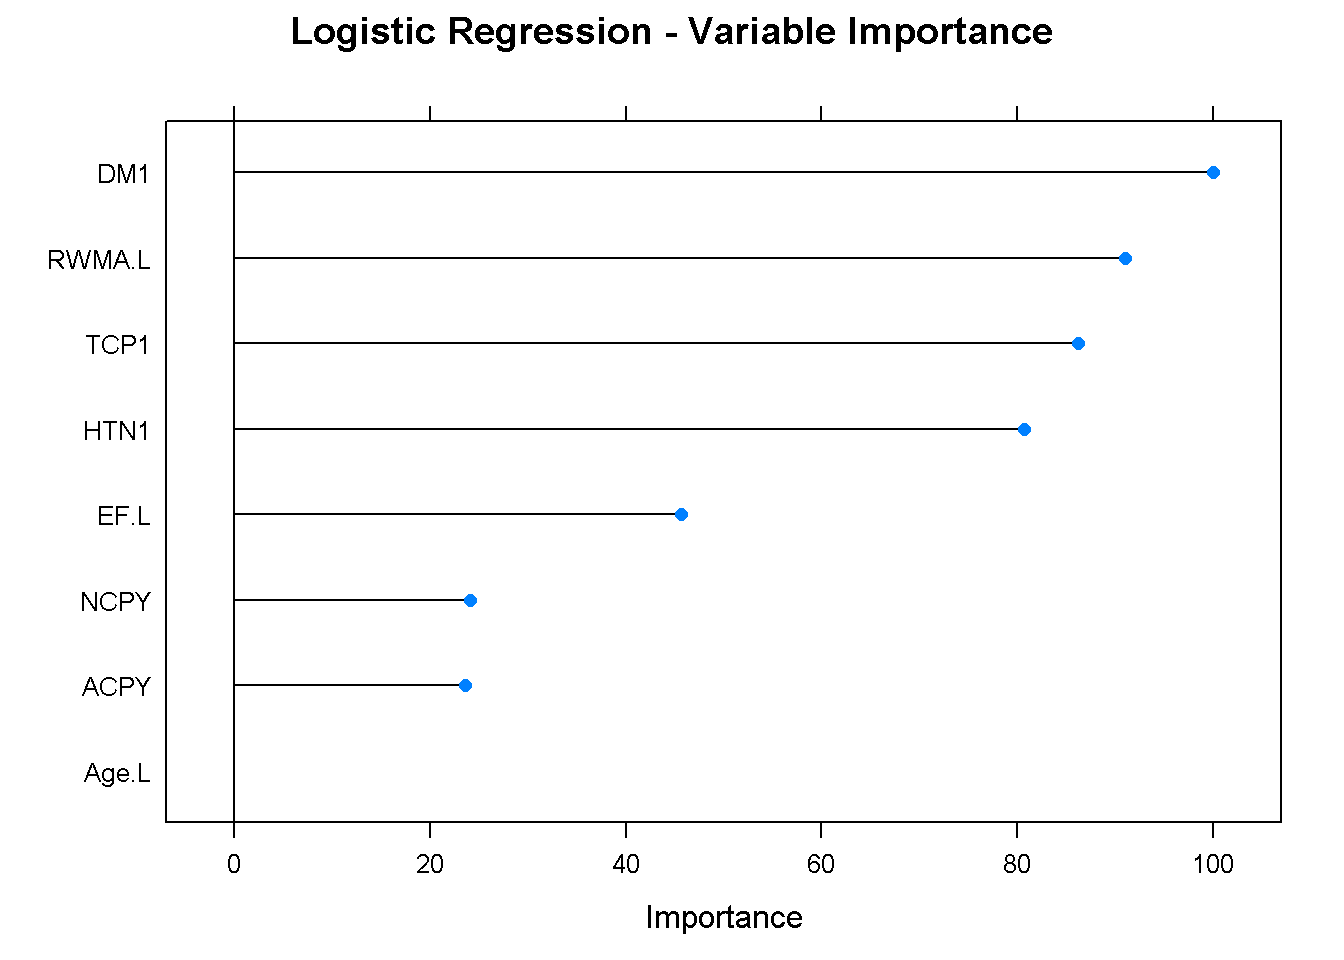 Logistic Regression - Variable Importance
DM1
RWMA.L
TCP1
HTN1
EF.L
NCPY
ACPY
Age.L
0 20 40 60 80 100
Importance